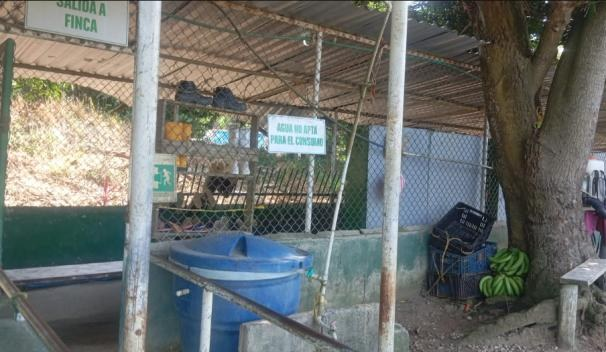 SALIDA A
FINCA
AGUA NO APTA
PARA EL CONSUMO